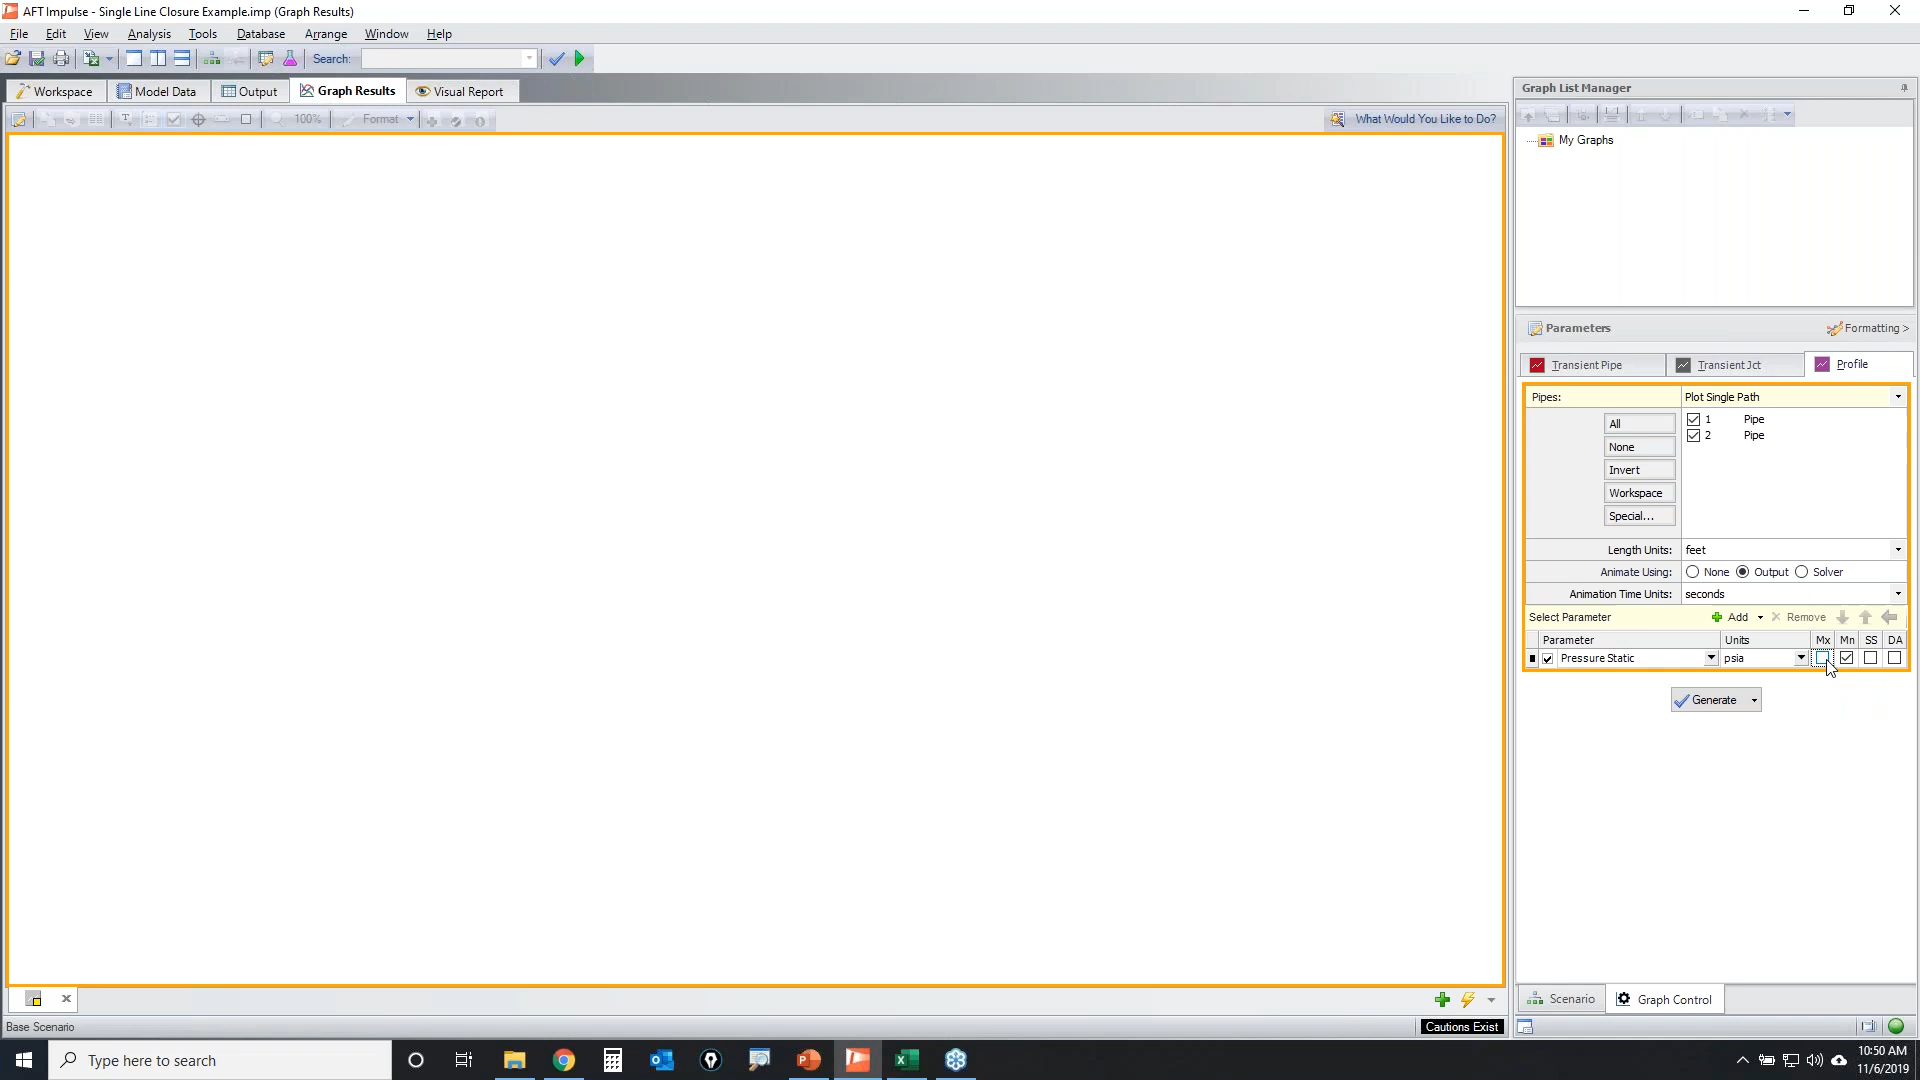 AFT Impulse - Single Line Closure Example.imp (Graph Results)
File Edit View Analysis Tools Database Arrange Window Help
Search:
Workspace Model Data Output Graph Results Visual Report
100% Format What Would You Like to Do?
Graph List Manager
My Graphs
Parameters Formatting >
Transient Pipe Transient Jct Profile
Pipes: Plot Single Path
All
None
Invert
Workspace
Special...
1 Pipe
2 Pipe
Length Units: feet
Animate Using: None Output Solver
Animation Time Units: seconds
Select Parameter Add Remove
Parameter Units Mx Mn SS DA
Pressure Static psia
Generate
Scenario Graph Control
Base Scenario Cautions Exist
Type here to search
10:50 AM
11/6/2019